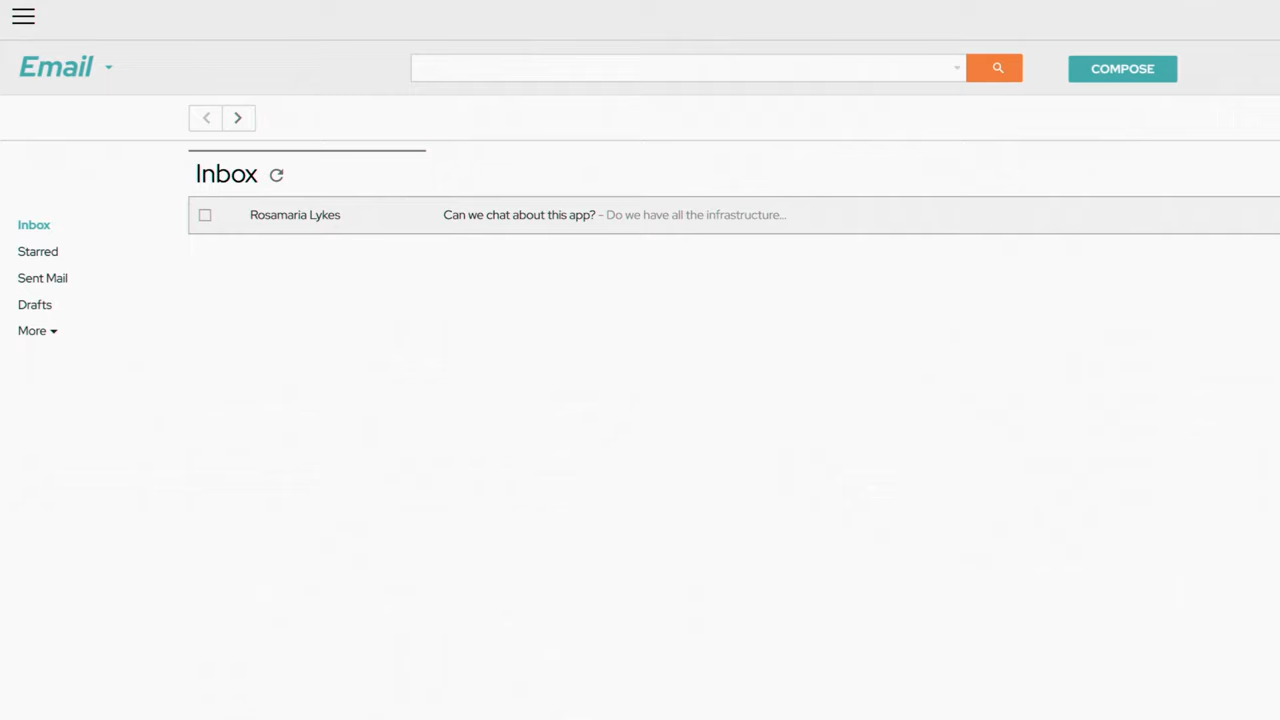 Email
COMPOSE
Inbox
Rosamaria Lykes Can we chat about this app? - Do we have all the infrastructure...
Inbox
Starred
Sent Mail
Drafts
More